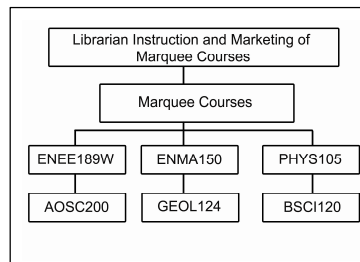 Librarian Instruction and Marketing of
Marquee Courses
Marquee Courses
ENEE189W
ENMA150
PHYS105
AOSC200
GEOL124
BSCI120